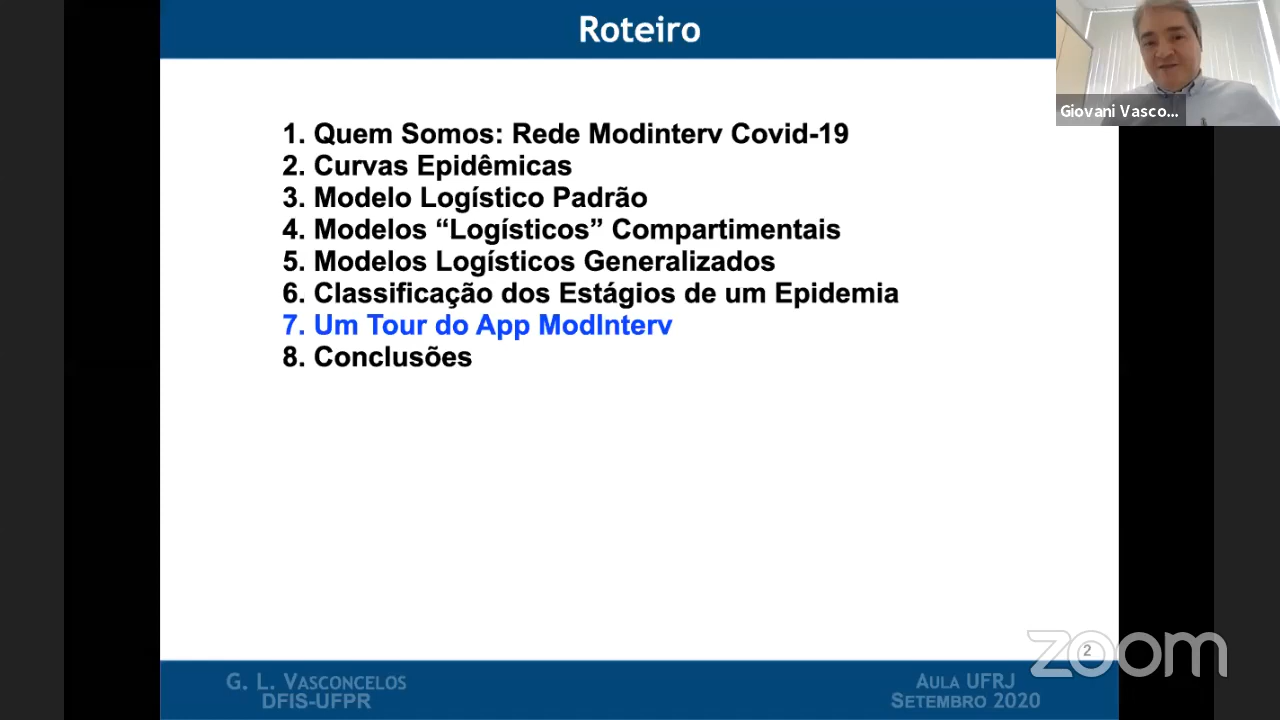 Roteiro
Giovani Vasco...
1. Quem Somos: Rede Modinterv Covid-19
2. Curvas Epidêmicas
3. Modelo Logístico Padrão
4. Modelos “Logísticos” Compartimentais
5. Modelos Logísticos Generalizados
6. Classificação dos Estágios de um Epidemia
7. Um Tour do App ModInterv
8. Conclusões
2
zoom
G. L. VASCONCELOS
DFIS-UFPR
AULA UFRJ
SETEMBRO 2020